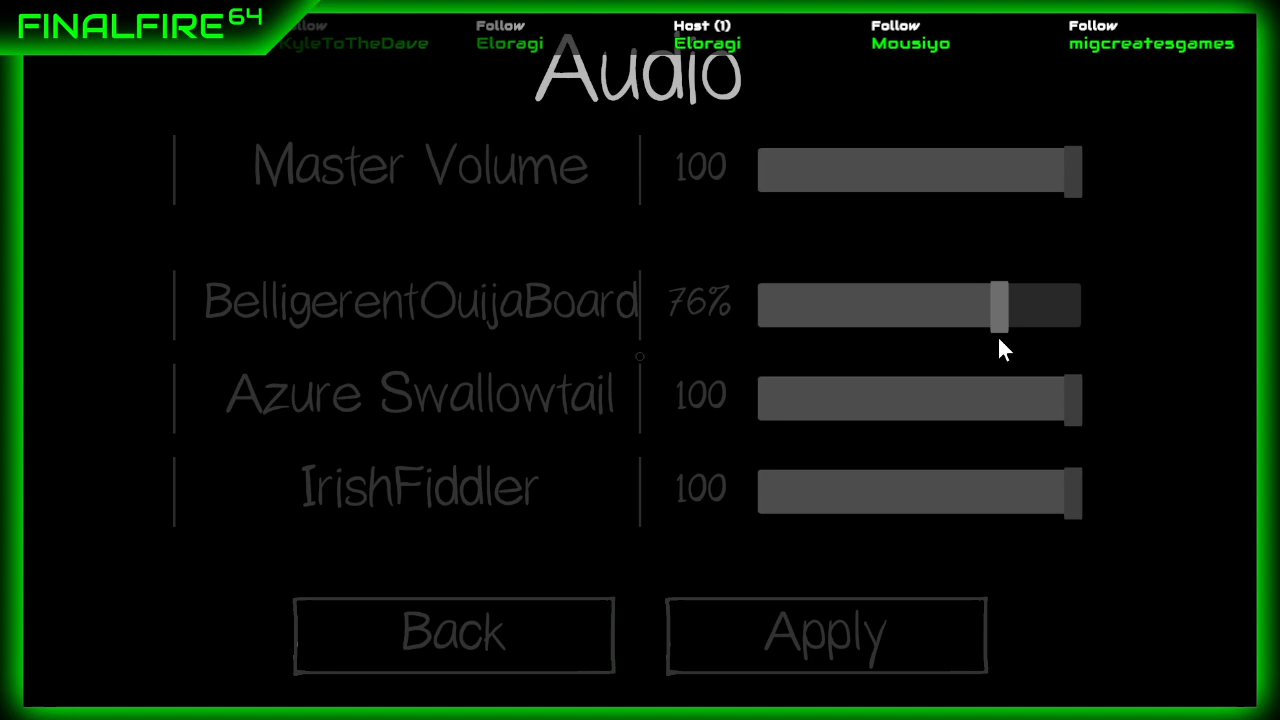 FINALFIRE64
Follow
KyleToTheDave
Follow
Eloragi
Host (1)
Eloragi
Follow
Mousiyo
Follow
migcreatesgames
Audio
Master Volume 100
BelligerentOuijaBoard 76%
Azure Swallowtail 100
IrishFiddler 100
Back Apply